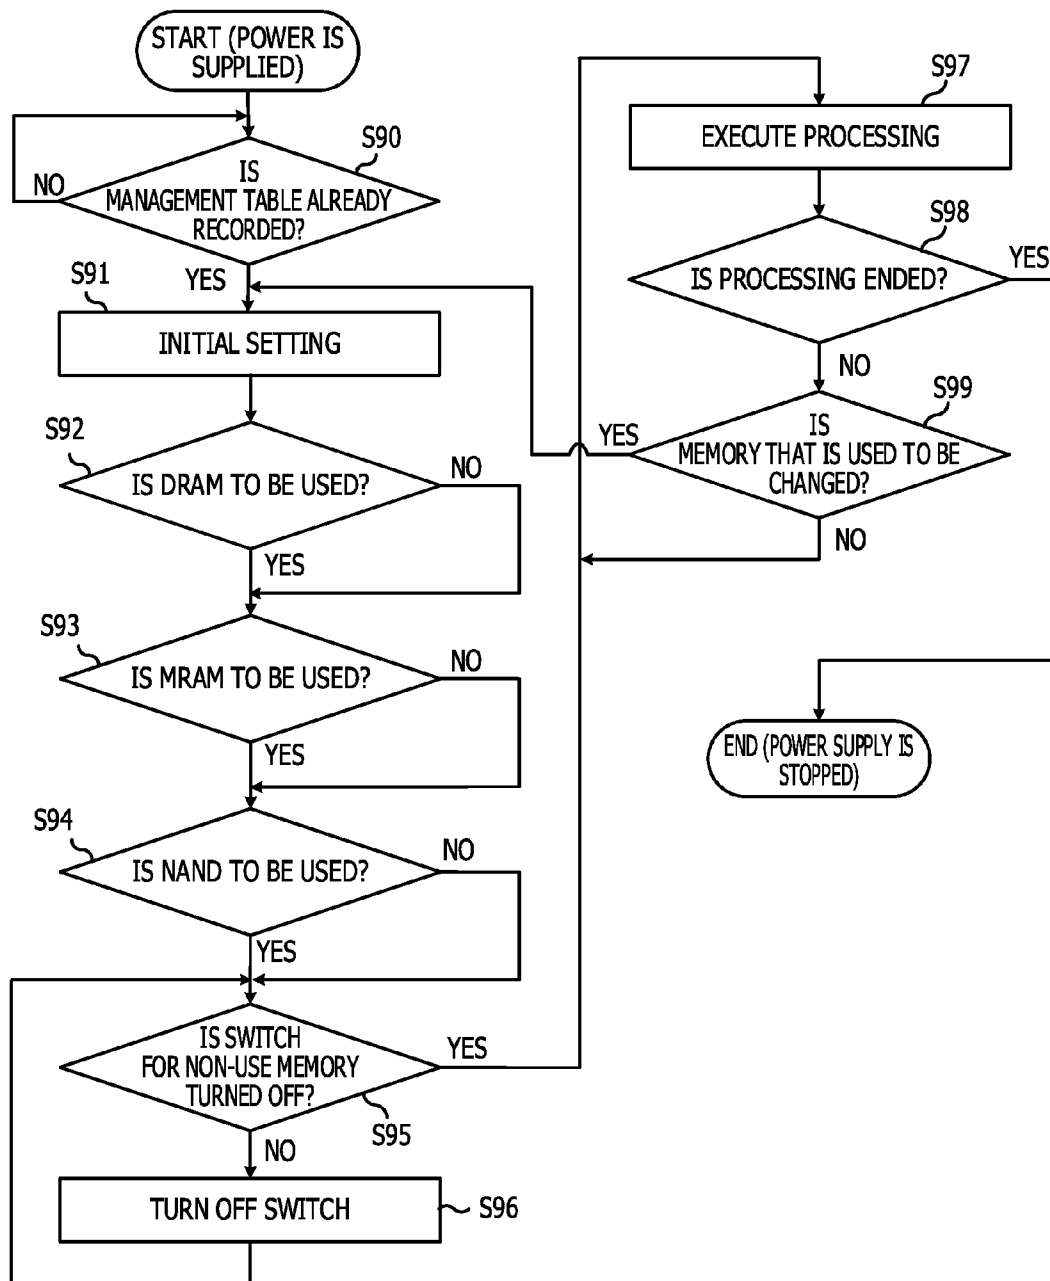 START (POWER IS
SUPPLIED)
S90
IS
MANAGEMENT TABLE ALREADY
RECORDED?
NO
YES
S91
INITIAL SETTING
S92
IS DRAM TO BE USED?
NO
YES
S93
IS MRAM TO BE USED?
NO
YES
S94
IS NAND TO BE USED?
NO
YES
IS SWITCH
FOR NON-USE MEMORY
TURNED OFF?
YES
S95
NO
TURN OFF SWITCH
S96
S97
EXECUTE PROCESSING
S98
IS PROCESSING ENDED?
YES
NO
S99
IS
MEMORY THAT IS USED TO BE
CHANGED?
YES
NO
END (POWER SUPPLY IS
STOPPED)